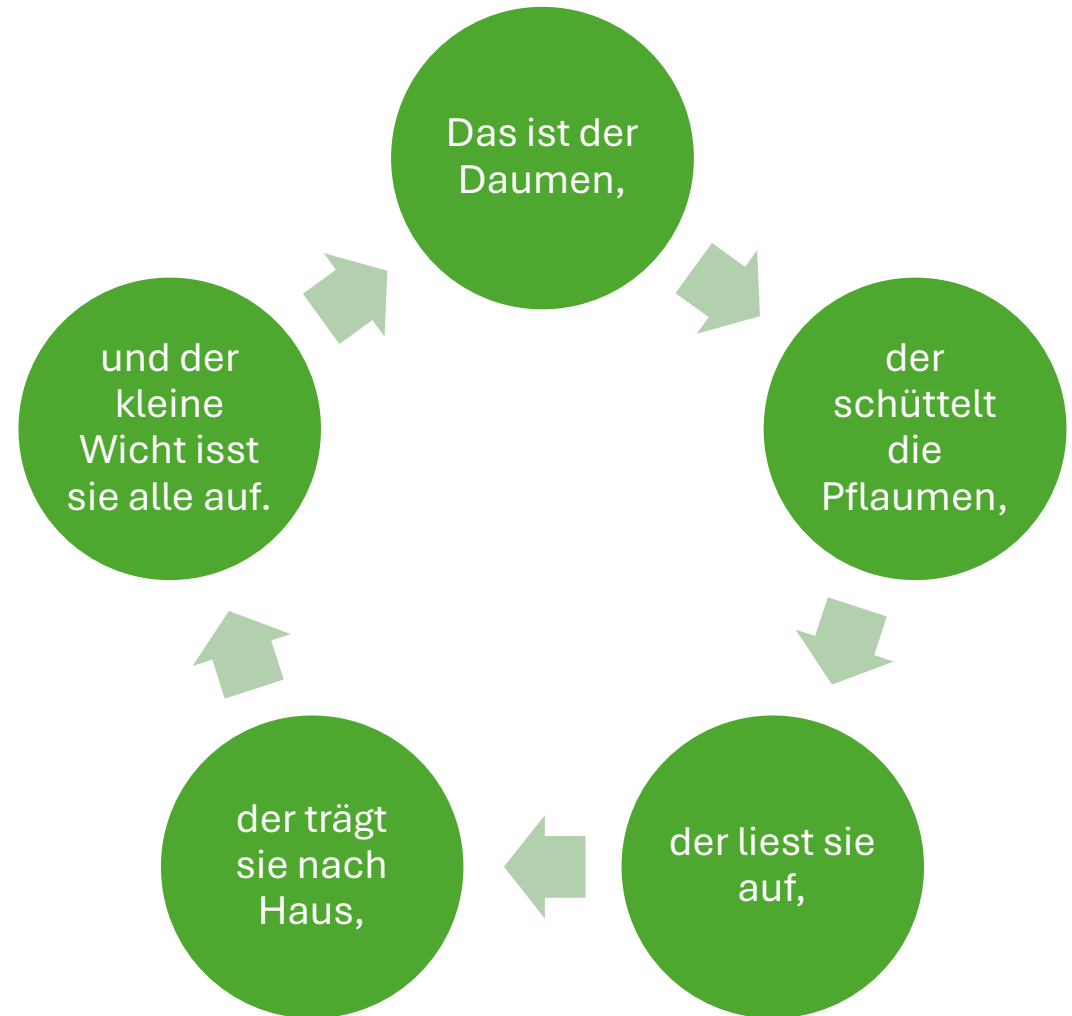 Das ist der
Daumen,
der
schüttelt
die
Pflaumen,
der liest sie
auf,
der trägt
sie nach
Haus,
und der
kleine
Wicht isst
sie alle auf.